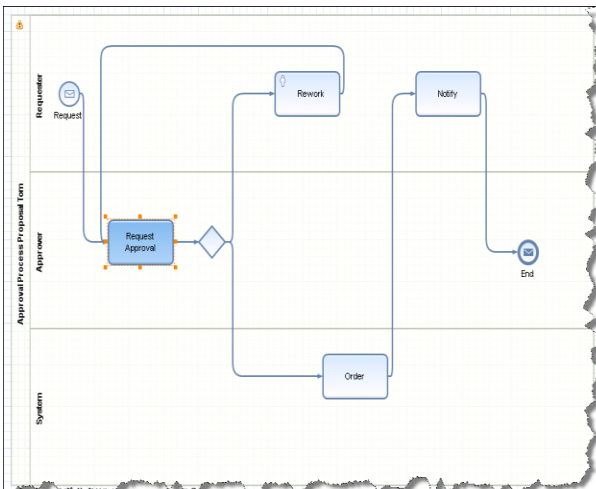 Approval Process Proposal Tom
Requester
Request
Rework
Notify
Approver
Request
Approval
End
System
Order